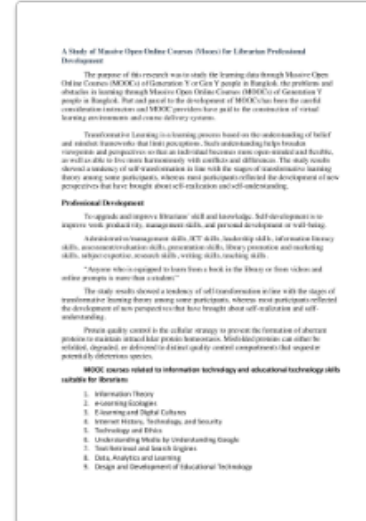 A Study of Massive Open Online Courses (Moocs) for Librarian Professional
Development
The purpose of this research was to study the learning data through Massive Open
Online Courses (MOOCs) of Generation Y or Gen Y people in Bangkok, the problems and
obstacles in learning through Massive Open Online Courses (MOOCs) of Generation Y
people in Bangkok. Part and parcel to the development of MOOCs has been the careful
consideration instructors and MOOC providers have paid to the construction of virtual
learning environments and course delivery systems.
Transformative Learning is a learning process based on the understanding of belief
and mindset frameworks that limit perceptions. Such understanding helps broaden
viewpoints and perspectives so that an individual becomes more open-minded and flexible,
as well as able to live more harmoniously with conflicts and differences. The study results
showed a tendency of self-transformation in line with the stages of transformative learning
theory among some participants, whereas most participants reflected the development of new
perspectives that have brought about self-realization and self-understanding.
Professional Development
To upgrade and improve librarians' skill and knowledge. Self-development is to
improve work productivity, management skills, and personal development or well-being.
Administrative/management skills, ICT skills, leadership skills, information literacy
skills, assessment/evaluation skills, presentation skills, library promotion and marketing
skills, subject expertise, research skills, writing skills, teaching skills.
"Anyone who is equipped to learn from a book in the library or from videos and
online prompts is more than a student"
The study results showed a tendency of self-transformation in line with the stages of
transformative learning theory among some participants, whereas most participants reflected
the development of new perspectives that have brought about self-realization and self-
understanding.
Protein quality control is the cellular strategy to prevent the formation of aberrant
proteins to maintain intracellular protein homeostasis. Misfolded proteins can either be
refolded, degraded, or delivered to distinct quality control compartments that sequester
potentially deleterious species.
MOOC courses related to information technology and educational technology skills
suitable for librarians
1. Information Theory
2. e-Learning Ecologies
3. E-learning and Digital Cultures
4. Internet History, Technology, and Security
5. Technology and Ethics
6. Understanding Media by Understanding Google
7. Text Retrieval and Search Engines
8. Data, Analytics and Learning
9. Design and Development of Educational Technology